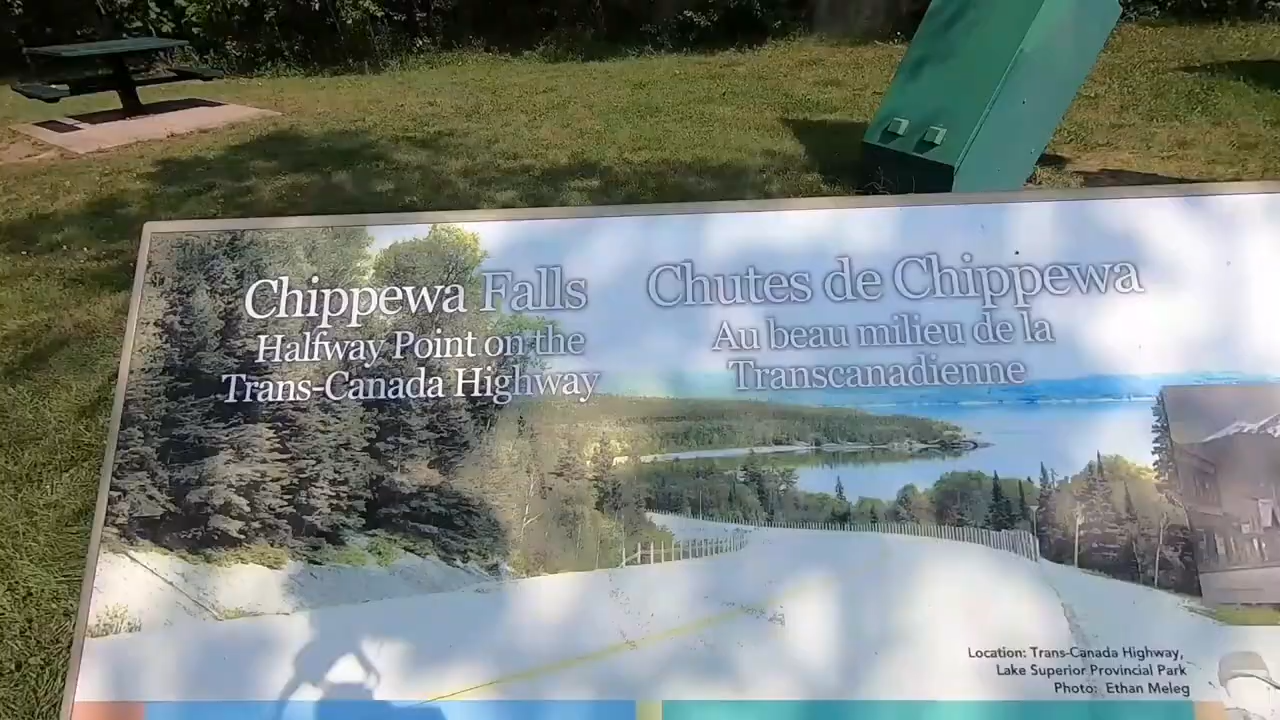 Chippewa Falls
Halfway Point on the
Trans-Canada Highway
Chutes de Chippewa
Au beau milieu de la
Transcanadienne
Location: Trans-Canada Highway,
Lake Superior Provincial Park
Photo: Ethan Meleg